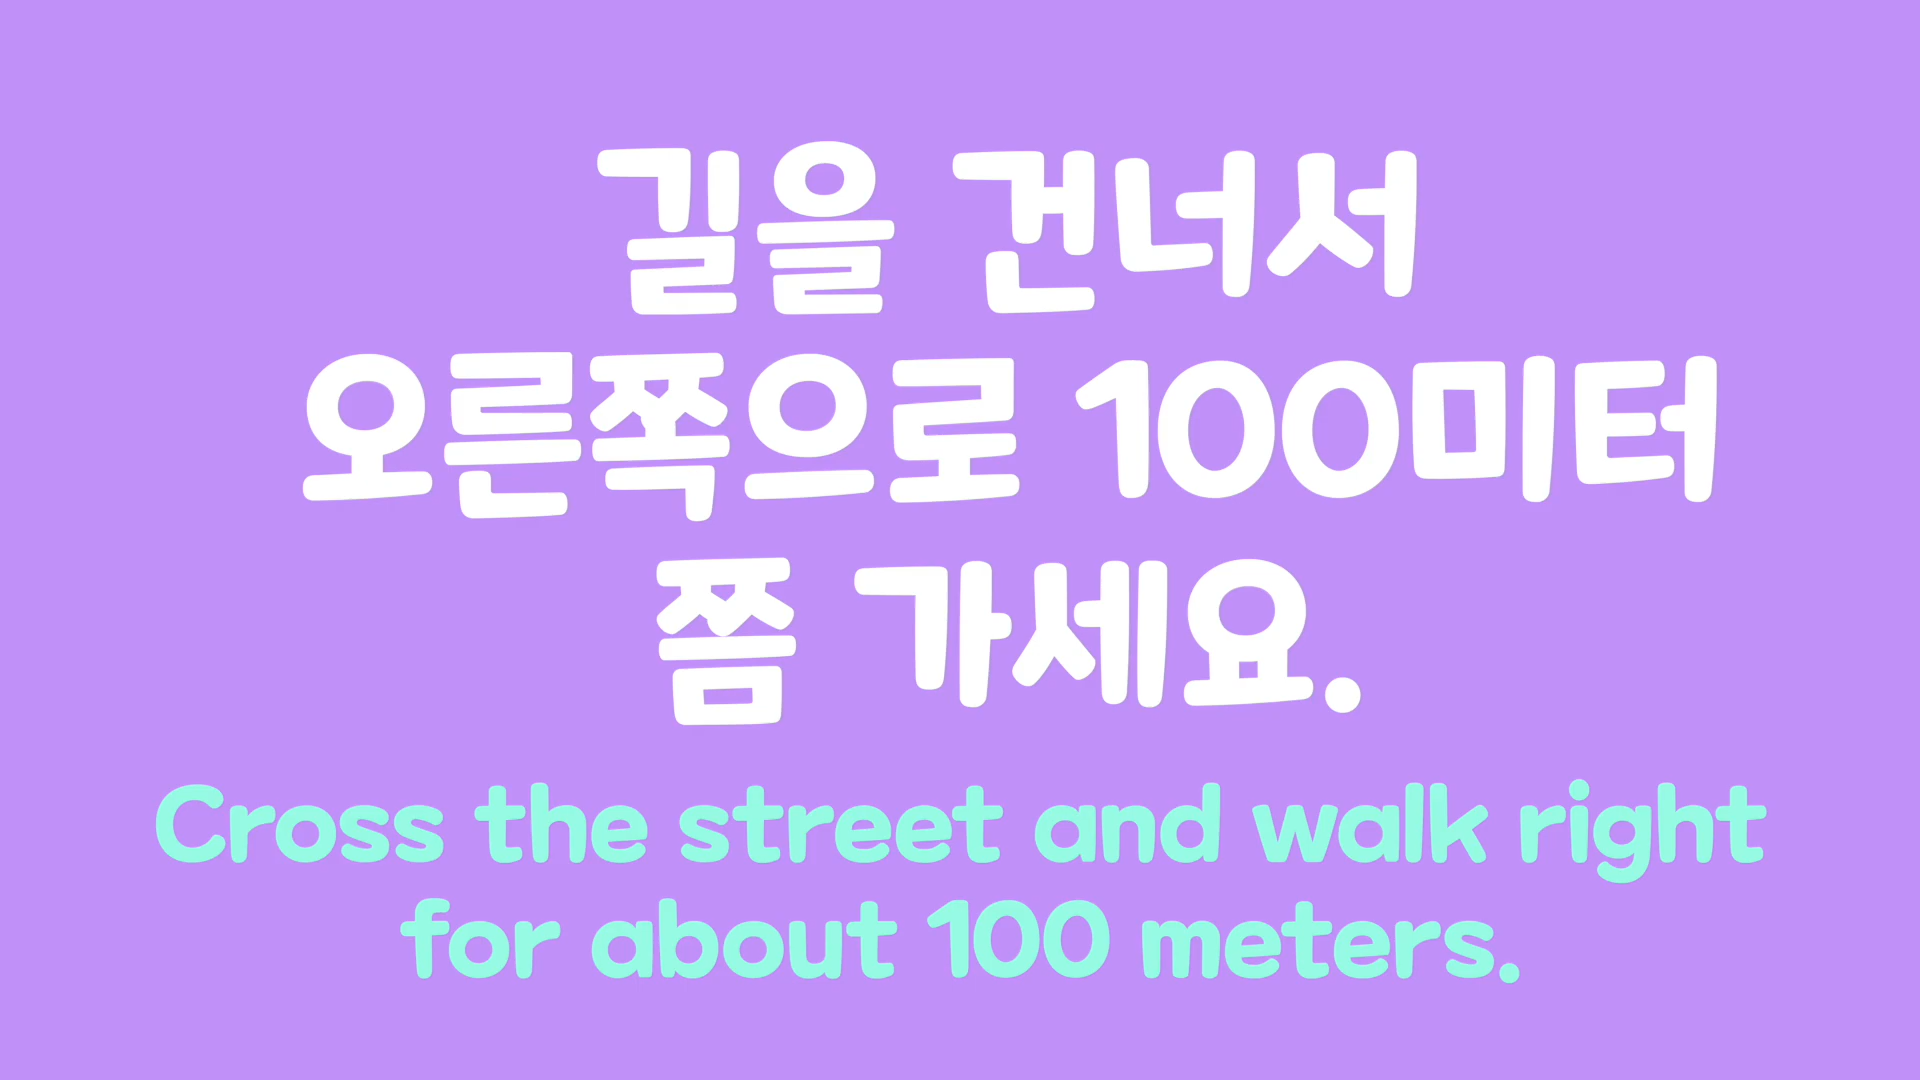 길을 건너서
오른쪽으로 100미터
쯤 가세요.
Cross the street and walk right
for about 100 meters.